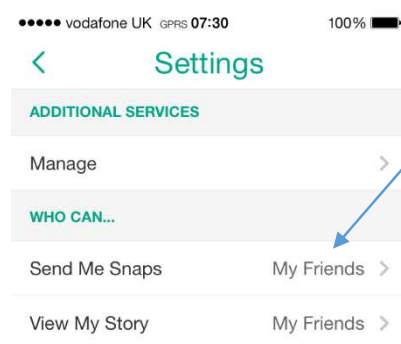 vodafone UK GPRS 07:30 100%
Settings
ADDITIONAL SERVICES
Manage
WHO CAN...
Send Me Snaps My Friends
View My Story My Friends